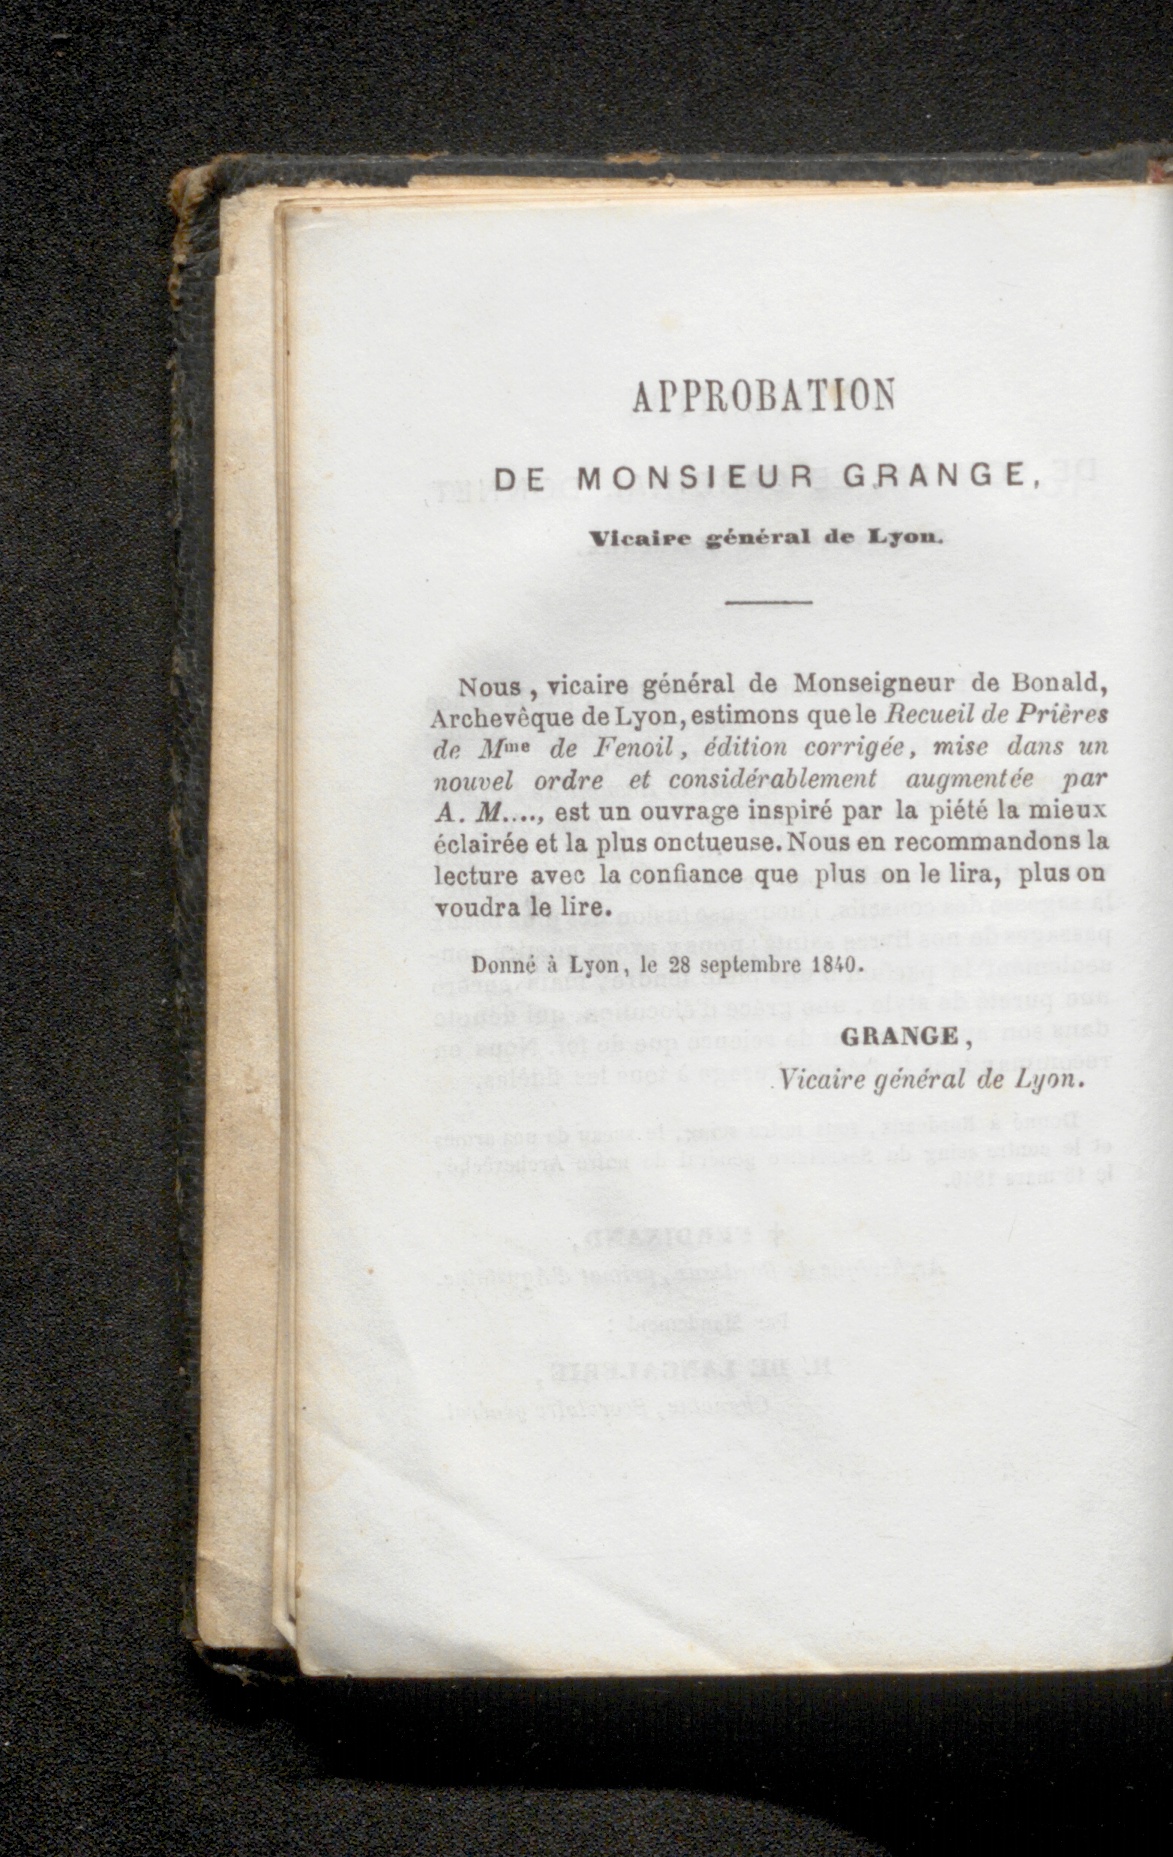 APPROBATION
DE MONSIEUR GRANGE,
Vicaire général de Lyon.
Nous, vicaire général de Monseigneur de Bonald,
Archevêque de Lyon, estimons que le Recueil de Prières
de Mme de Fenoil, édition corrigée, mise dans un
nouvel ordre et considérablement augmentée par
A. M...., est un ouvrage inspiré par la piété la mieux
éclairée et la plus onctueuse. Nous en recommandons la
lecture avec la confiance que plus on le lira, plus on
voudra le lire.
Donné à Lyon, le 28 septembre 1840.
GRANGE,
Vicaire général de Lyon.